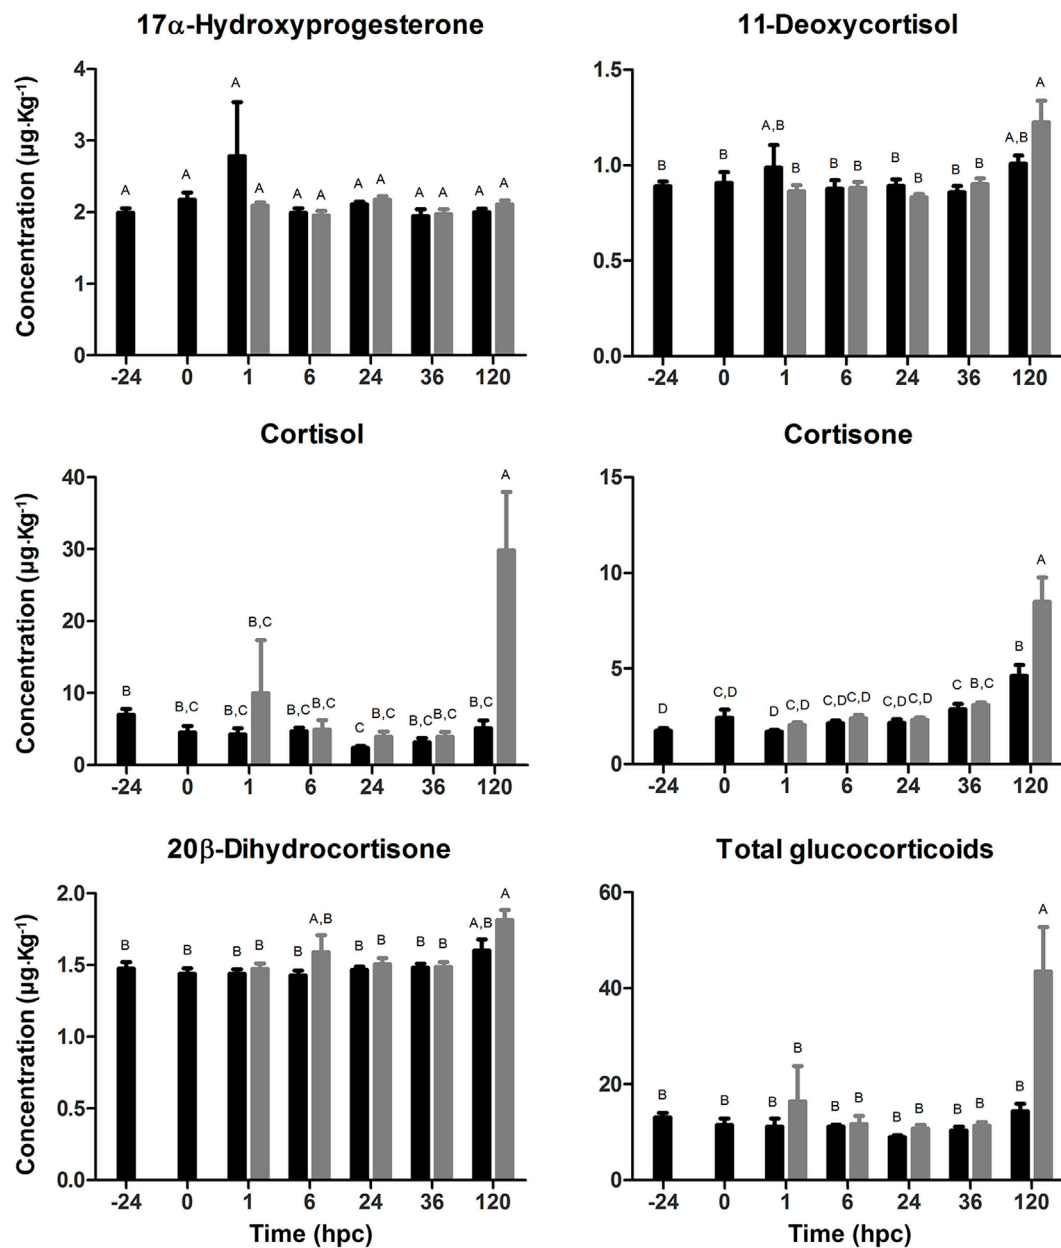 17α-Hydroxyprogesterone
Concentration (µg·Kg⁻¹)
4
3
2
1
0
A A A A A A A A A A A A
-24 0 1 6 24 36 120
11-Deoxycortisol
1.5
1.0
0.5
0.0
B B A,B B B B B B B B A,B A
-24 0 1 6 24 36 120
Cortisol
Concentration (µg·Kg⁻¹)
40
30
20
10
0
B B,C B,C B,C B,C B,C C B,C B,C B,C B,C A
-24 0 1 6 24 36 120
Cortisone
15
10
5
0
D C,D D C,D C,D C,D C,D C,D C B,C B A
-24 0 1 6 24 36 120
20β-Dihydrocortisone
Concentration (µg·Kg⁻¹)
2.0
1.5
1.0
0.5
0.0
B B B B B A,B B B B B A,B A
-24 0 1 6 24 36 120
Time (hpc)
Total glucocorticoids
60
40
20
0
B B B B B B B B B B B A
-24 0 1 6 24 36 120
Time (hpc)